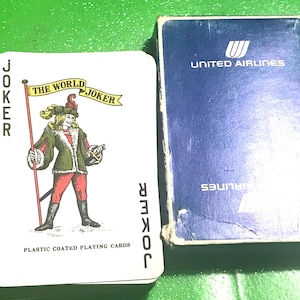 JOKER
THE WORLD JOKER
PLASTIC COATED PLAYING CARDS
JOKER
UNITED AIRLINES
AIRLINES